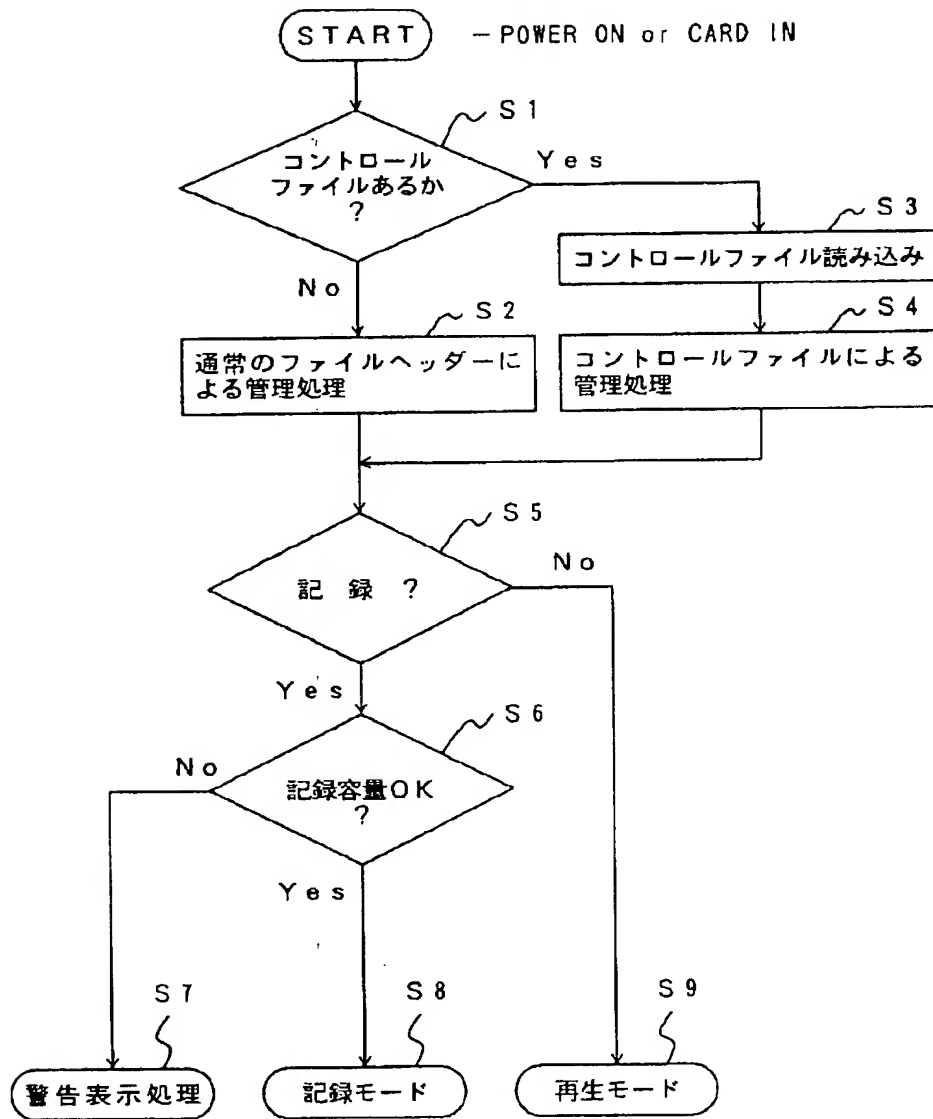 START
－POWER ON or CARD IN
S1
コントロール
ファイルあるか
?
Yes
No
S3
コントロールファイル読み込み
S2
通常のファイルヘッダーに
よる管理処理
S4
コントロールファイルによる
管理処理
S5
記 録 ?
No
Yes
S6
記録容量OK
?
No
Yes
S7
警告表示処理
S8
記録モード
S9
再生モード